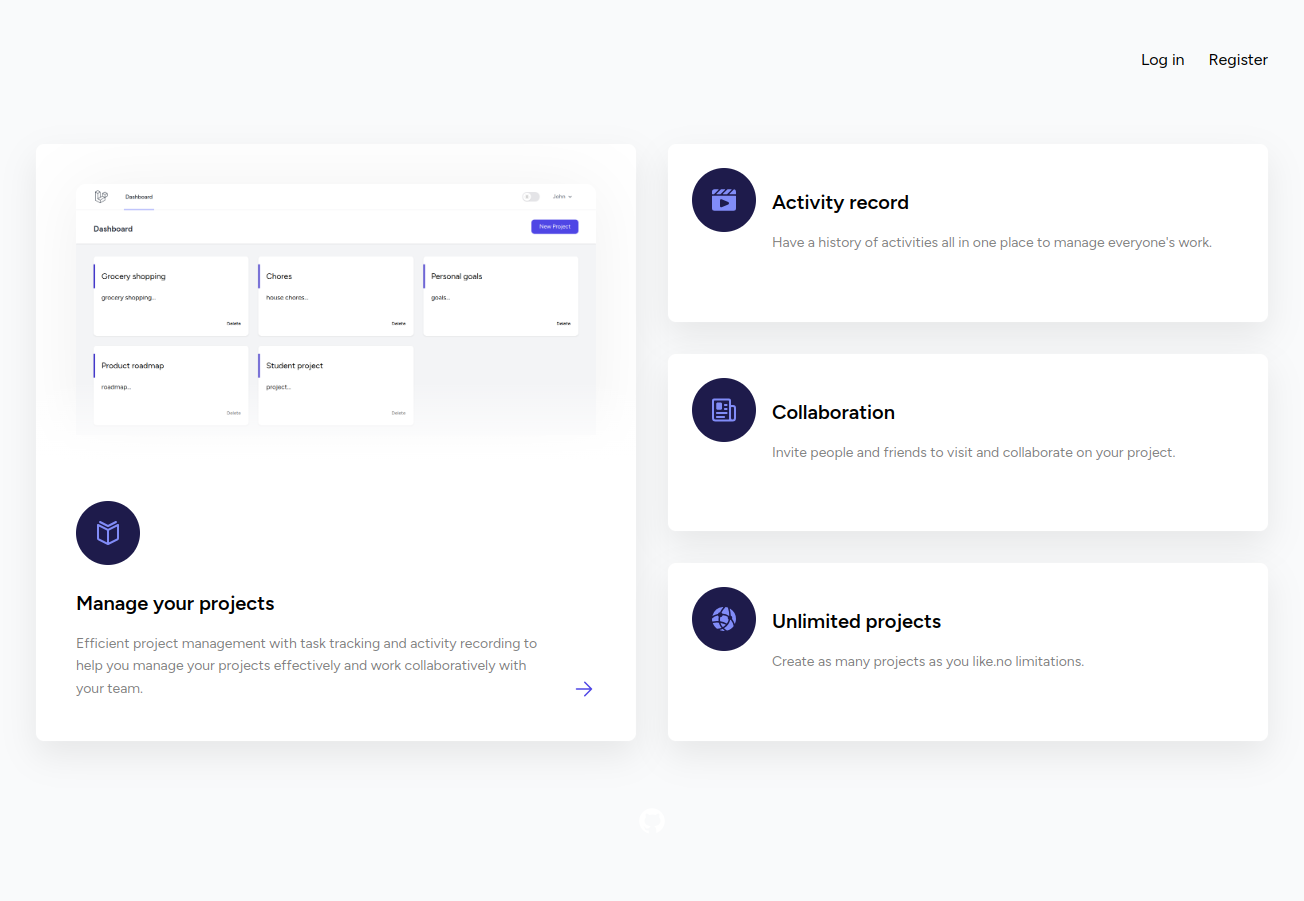 Log in Register
Dashboard
John
Dashboard
New Project
Grocery shopping
grocery shopping...
Delete
Chores
house chores...
Delete
Personal goals
goals...
Delete
Product roadmap
roadmap...
Delete
Student project
project...
Delete
Manage your projects
Efficient project management with task tracking and activity recording to
help you manage your projects effectively and work collaboratively with
your team.
Activity record
Have a history of activities all in one place to manage everyone's work.
Collaboration
Invite people and friends to visit and collaborate on your project.
Unlimited projects
Create as many projects as you like.no limitations.